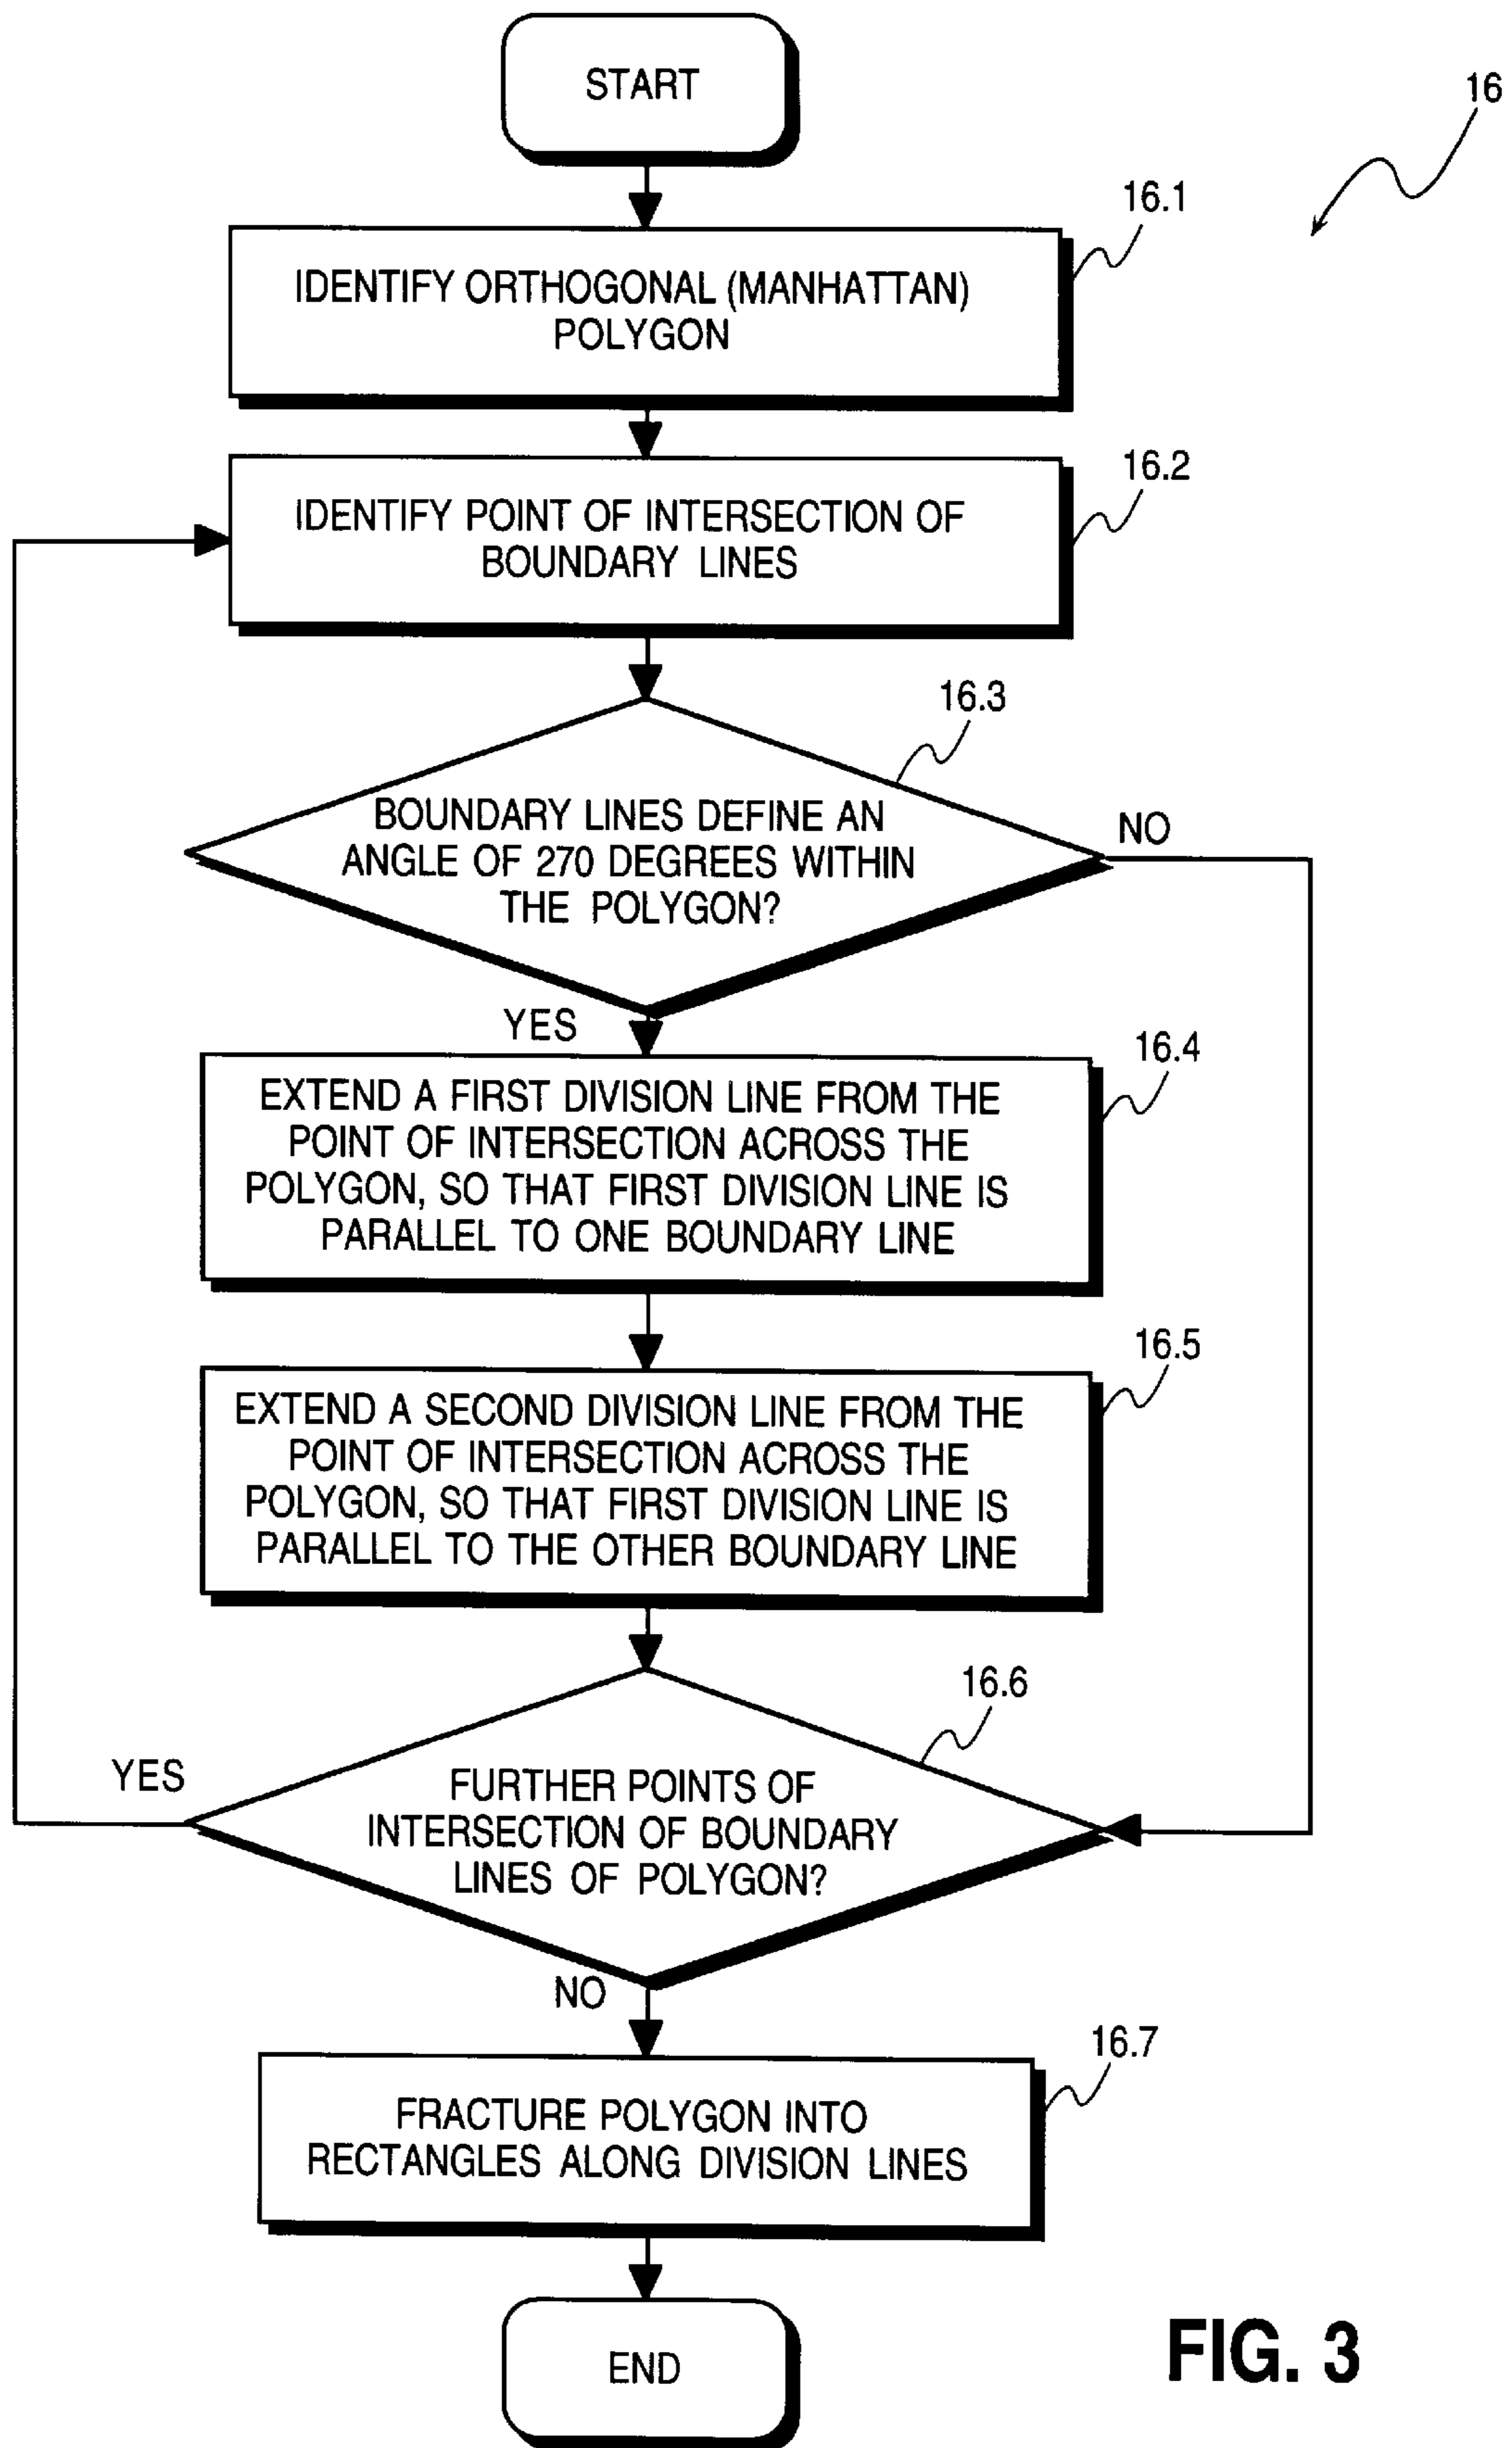 START
16
16.1
IDENTIFY ORTHOGONAL (MANHATTAN)
POLYGON
16.2
IDENTIFY POINT OF INTERSECTION OF
BOUNDARY LINES
16.3
BOUNDARY LINES DEFINE AN
ANGLE OF 270 DEGREES WITHIN
THE POLYGON?
NO
YES
16.4
EXTEND A FIRST DIVISION LINE FROM THE
POINT OF INTERSECTION ACROSS THE
POLYGON, SO THAT FIRST DIVISION LINE IS
PARALLEL TO ONE BOUNDARY LINE
16.5
EXTEND A SECOND DIVISION LINE FROM THE
POINT OF INTERSECTION ACROSS THE
POLYGON, SO THAT FIRST DIVISION LINE IS
PARALLEL TO THE OTHER BOUNDARY LINE
16.6
YES
FURTHER POINTS OF
INTERSECTION OF BOUNDARY
LINES OF POLYGON?
NO
16.7
FRACTURE POLYGON INTO
RECTANGLES ALONG DIVISION LINES
END
FIG. 3